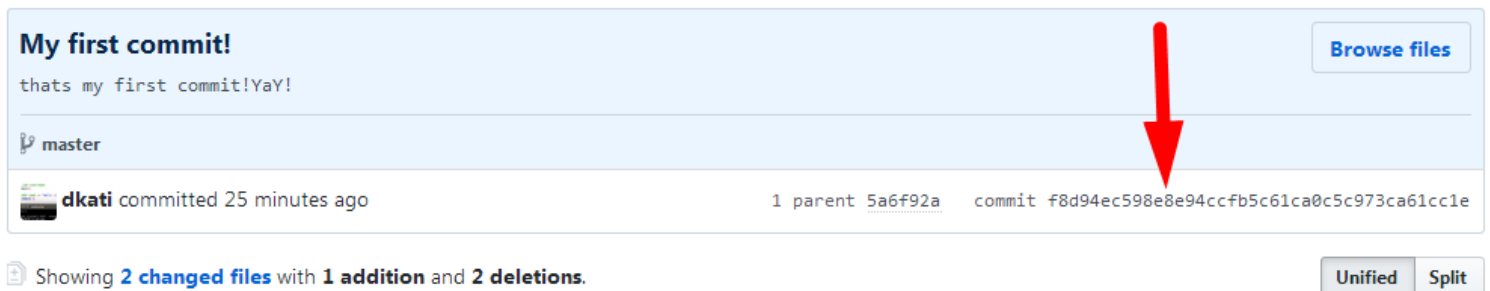 My first commit!
Browse files
thats my first commit!YaY!
master
dkati committed 25 minutes ago
1 parent 5a6f92a commit f8d94ec598e8e94ccfb5c61ca0c5c973ca61cc1e
Showing 2 changed files with 1 addition and 2 deletions.
Unified Split